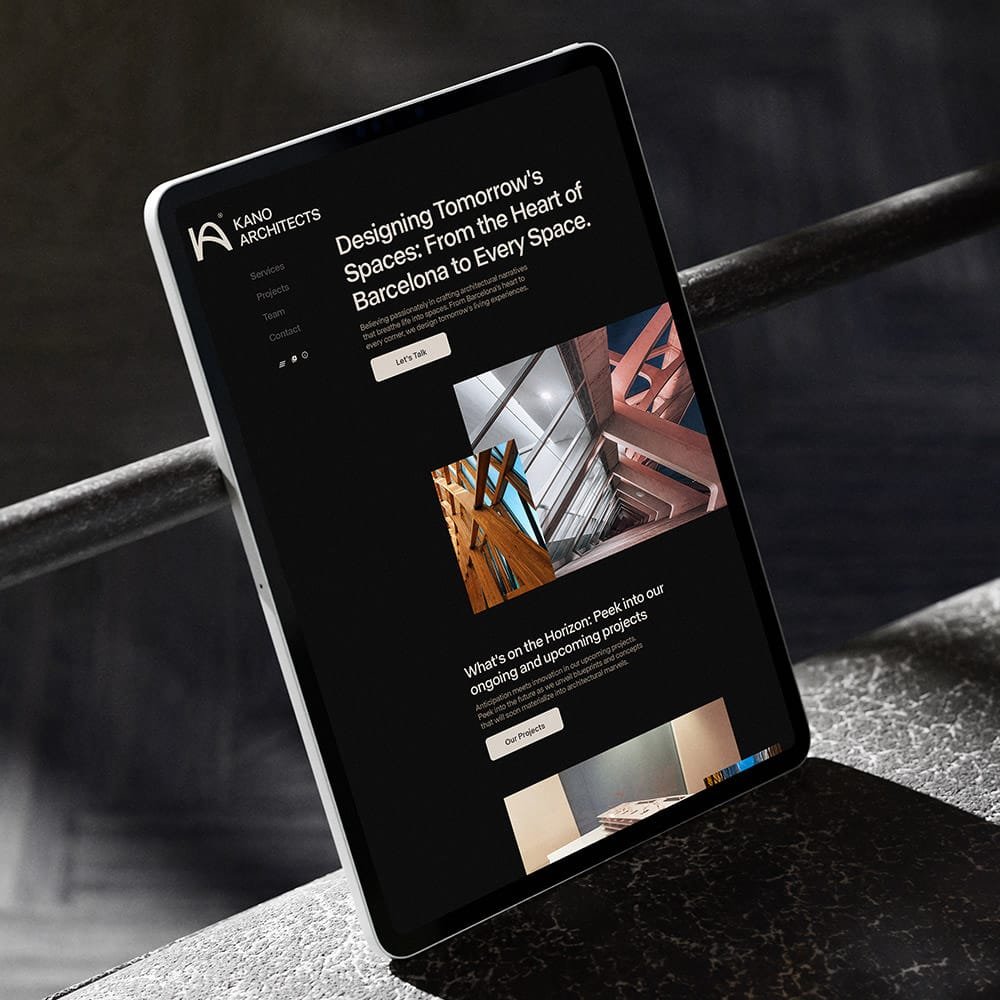 ®
KANO
ARCHITECTS
Services
Projects
Team
Contact
Designing Tomorrow's
Spaces: From the Heart of
Barcelona to Every Space.
Believing passionately in crafting architectural narratives
that breathe life into spaces. From Barcelona's heart to
every corner, we design tomorrow's living experiences.
Let's Talk
What's on the Horizon: Peek into our
ongoing and upcoming projects
Anticipation meets innovation in our upcoming projects.
Peek into the future as we unveil blueprints and concepts
that will soon materialize into architectural marvels.
Our Projects